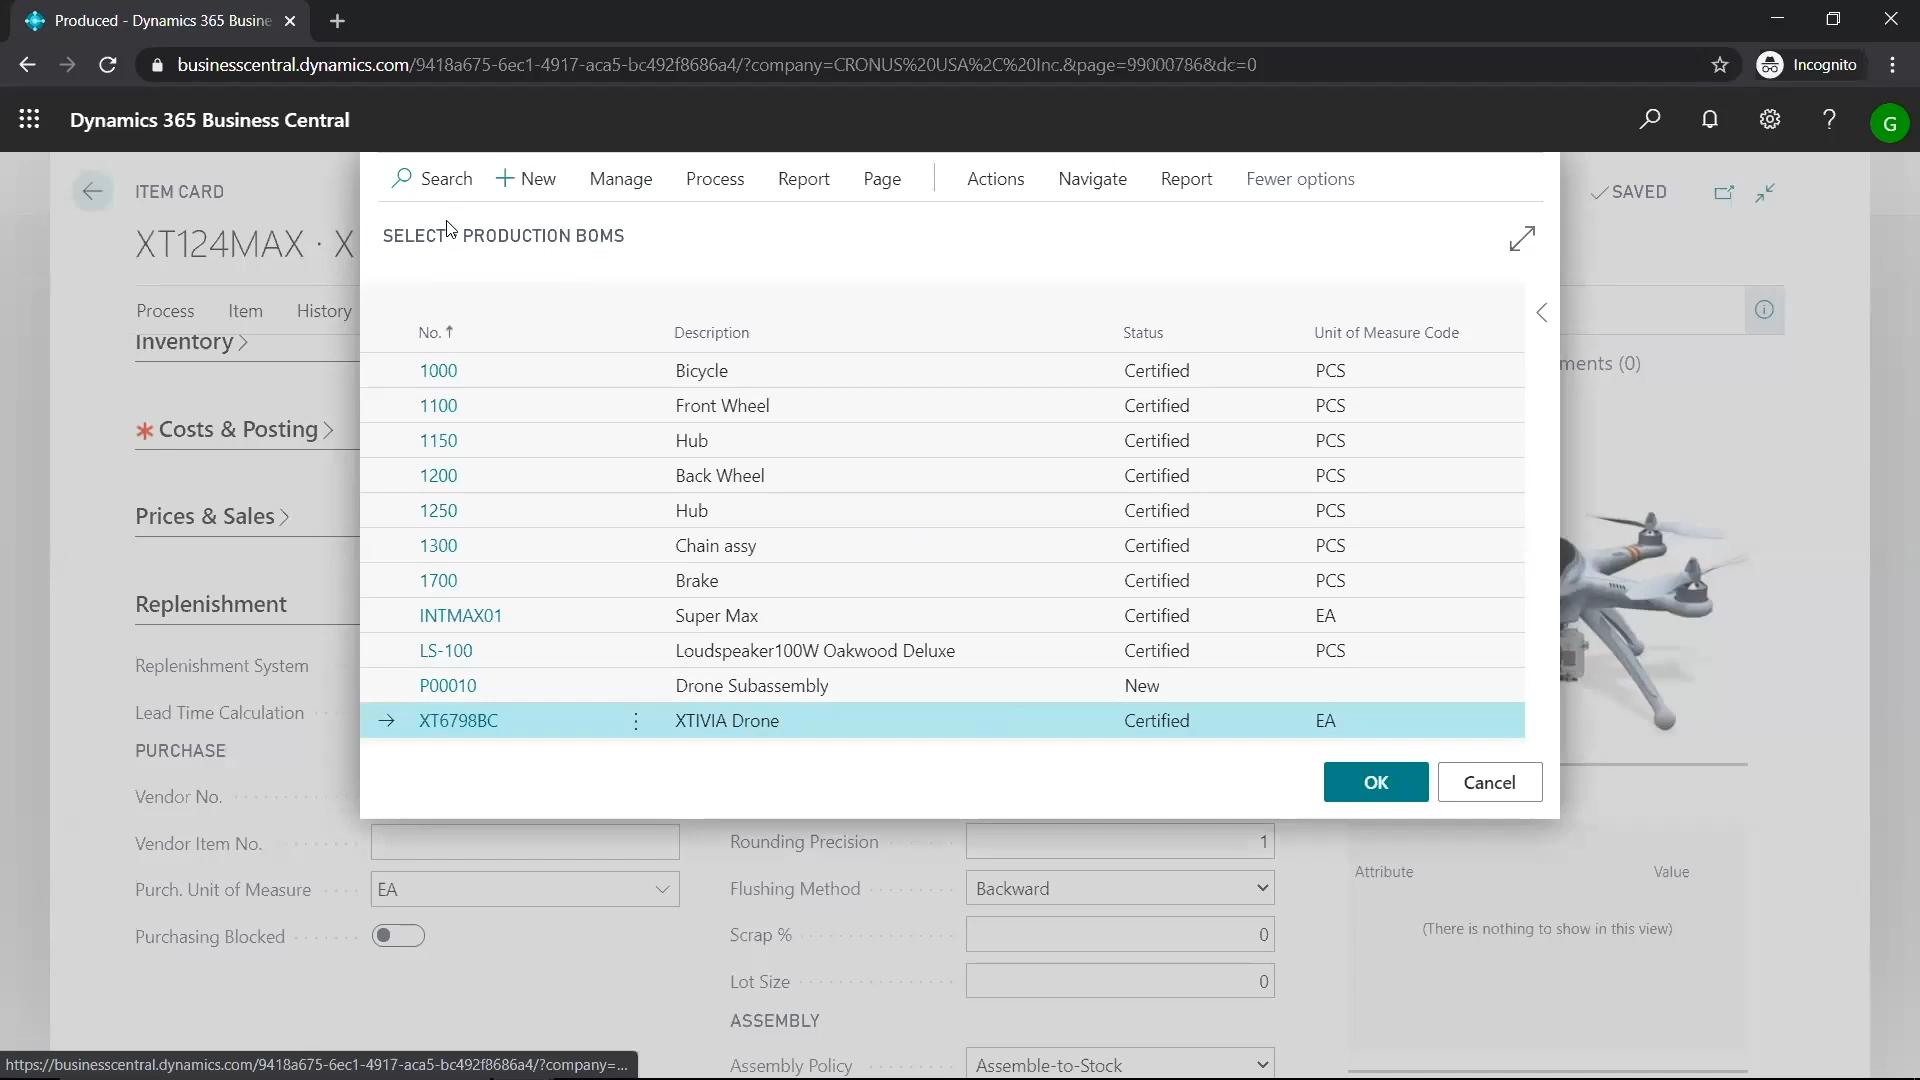 Produced - Dynamics 365 Busine
businesscentral.dynamics.com/9418a675-6ec1-4917-aca5-bc492f8686a4/?company=CRONUS%20USA%2C%20Inc.&page=99000786&dc=0
Incognito
Dynamics 365 Business Central
G
ITEM CARD
SAVED
XT124MAX · X
Process Item History
Search New Manage Process Report Page Actions Navigate Report Fewer options
SELECT - PRODUCTION BOMS
No. Description Status Unit of Measure Code
1000 Bicycle Certified PCS
1100 Front Wheel Certified PCS
1150 Hub Certified PCS
1200 Back Wheel Certified PCS
1250 Hub Certified PCS
1300 Chain assy Certified PCS
1700 Brake Certified PCS
INTMAX01 Super Max Certified EA
LS-100 Loudspeaker100W Oakwood Deluxe Certified PCS
P00010 Drone Subassembly New
XT6798BC XTIVIA Drone Certified EA
OK Cancel
Inventory
Costs & Posting
Prices & Sales
Replenishment
ments (0)
Replenishment System
Lead Time Calculation
PURCHASE
Vendor No.
Vendor Item No.
Purch. Unit of Measure EA
Purchasing Blocked
Rounding Precision 1
Flushing Method Backward
Scrap % 0
Lot Size 0
ASSEMBLY
Assembly Policy Assemble-to-Stock
Attribute Value
(There is nothing to show in this view)
https://businesscentral.dynamics.com/9418a675-6ec1-4917-aca5-bc492f8686a4/?company=...